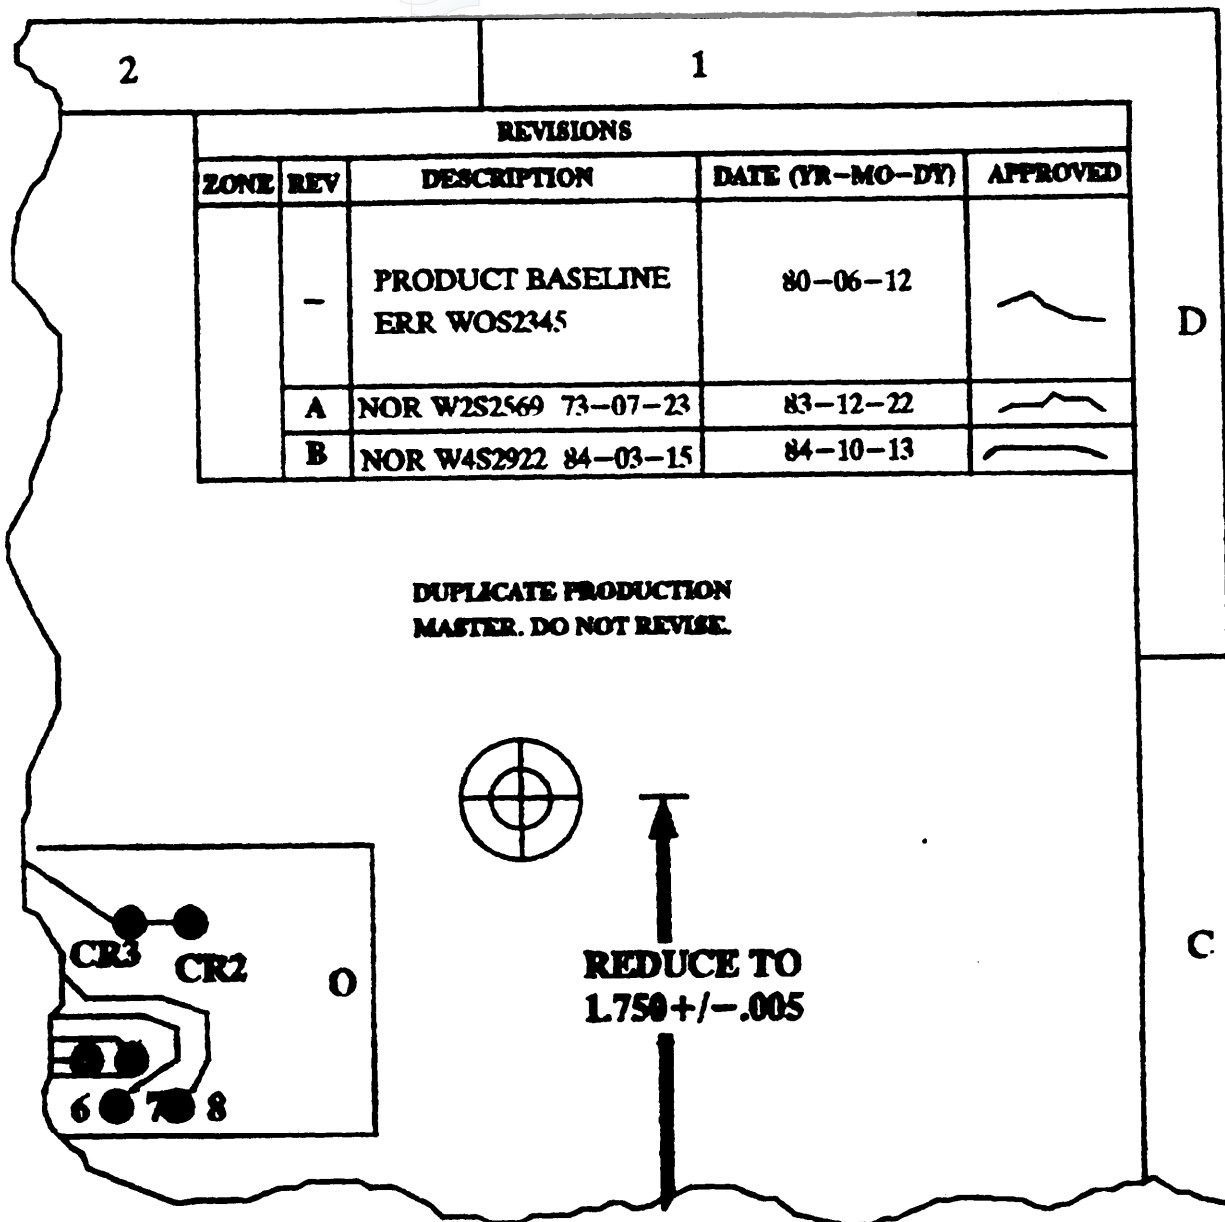 2 1
REVISIONS
ZONE REV DESCRIPTION DATE (YR-MO-DY) APPROVED
- PRODUCT BASELINE 80-06-12
ERR WOS2345
D
A NOR W2S2569 73-07-23 83-12-22
B NOR W4S2922 84-03-15 84-10-13
DUPLICATE PRODUCTION
MASTER. DO NOT REVISE.
CR3 CR2 O
REDUCE TO
1.750+/-.005
C
6 7 8